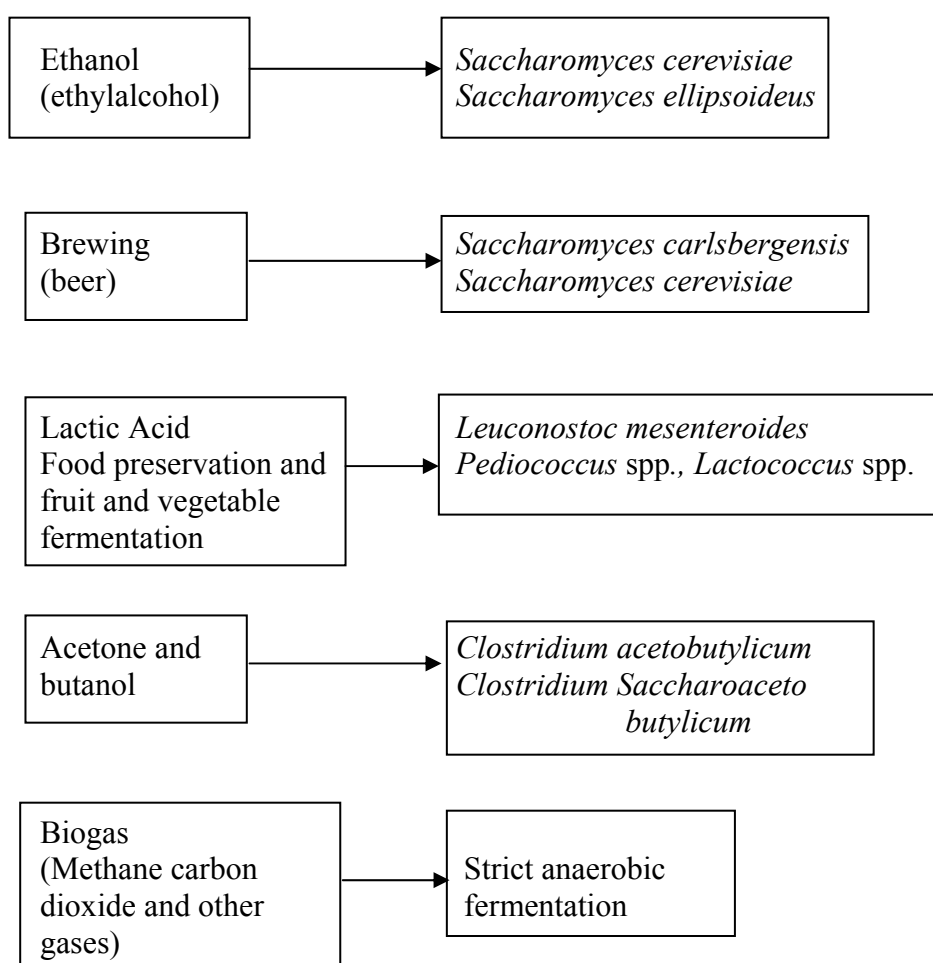 Ethanol
(ethylalcohol)
Saccharomyces cerevisiae
Saccharomyces ellipsoideus
Brewing
(beer)
Saccharomyces carlsbergensis
Saccharomyces cerevisiae
Lactic Acid
Food preservation and
fruit and vegetable
fermentation
Leuconostoc mesenteroides
Pediococcus spp., Lactococcus spp.
Acetone and
butanol
Clostridium acetobutylicum
Clostridium Saccharoaceto
butylicum
Biogas
(Methane carbon
dioxide and other
gases)
Strict anaerobic
fermentation